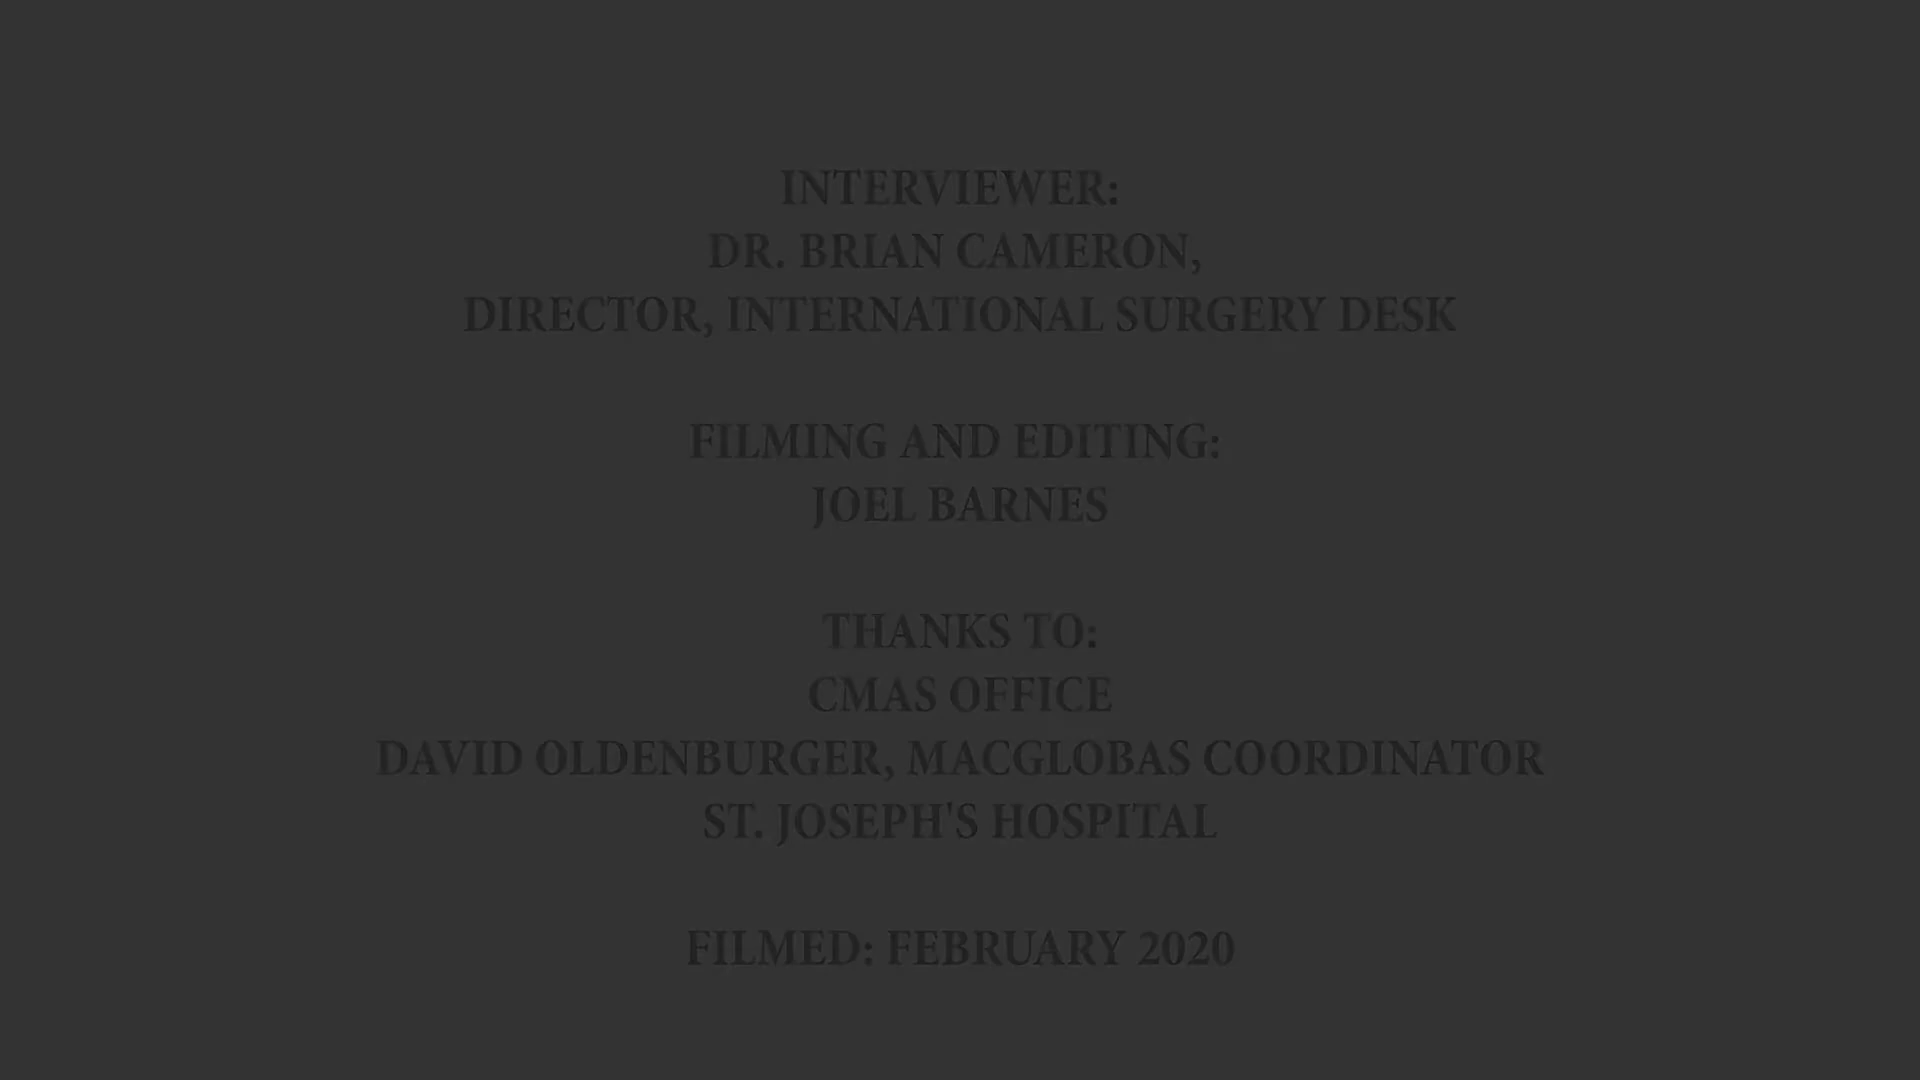 INTERVIEWER:
DR. BRIAN CAMERON,
DIRECTOR, INTERNATIONAL SURGERY DESK
FILMING AND EDITING:
JOEL BARNES
THANKS TO:
CMAS OFFICE
DAVID OLDENBURGER, MACGLOBAS COORDINATOR
ST. JOSEPH'S HOSPITAL
FILMED: FEBRUARY 2020